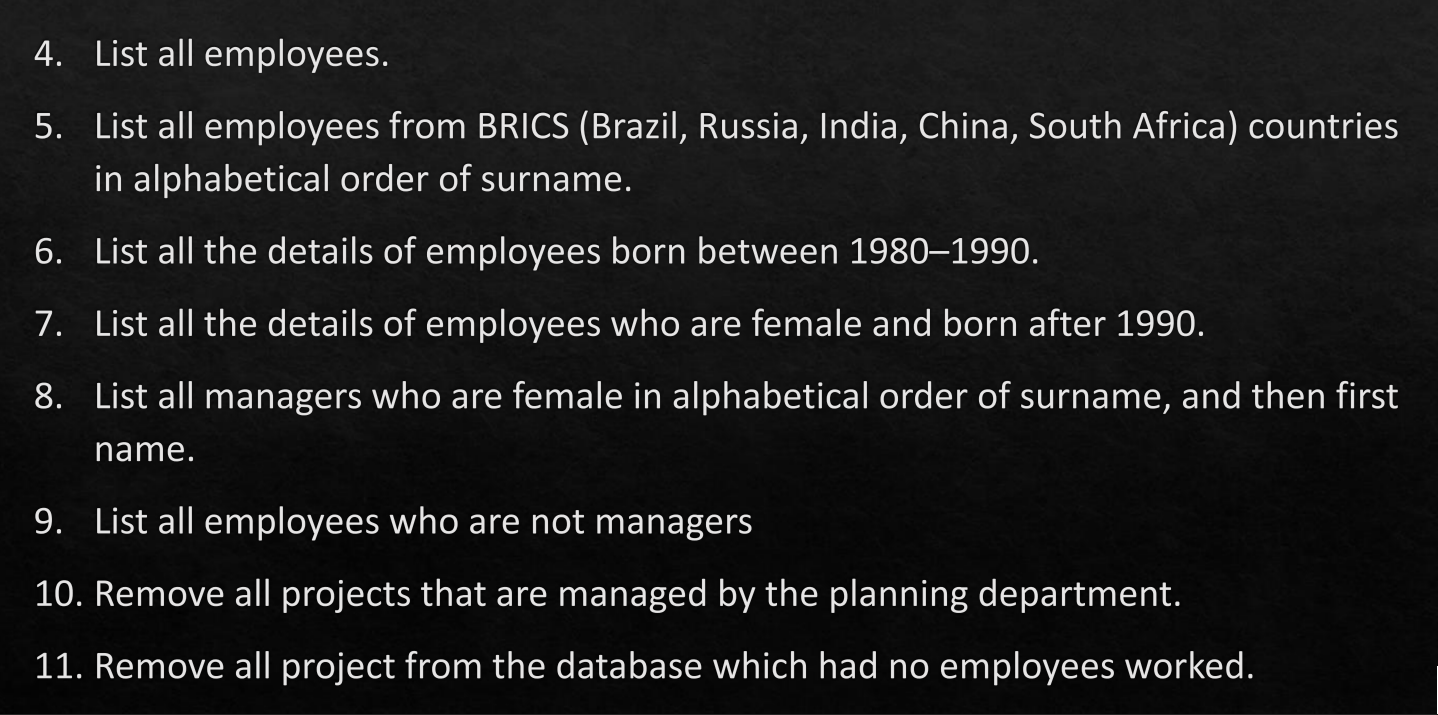 4. List all employees.
5. List all employees from BRICS (Brazil, Russia, India, China, South Africa) countries
in alphabetical order of surname.
6. List all the details of employees born between 1980–1990.
7. List all the details of employees who are female and born after 1990.
8. List all managers who are female in alphabetical order of surname, and then first
name.
9. List all employees who are not managers
10. Remove all projects that are managed by the planning department.
11. Remove all project from the database which had no employees worked.